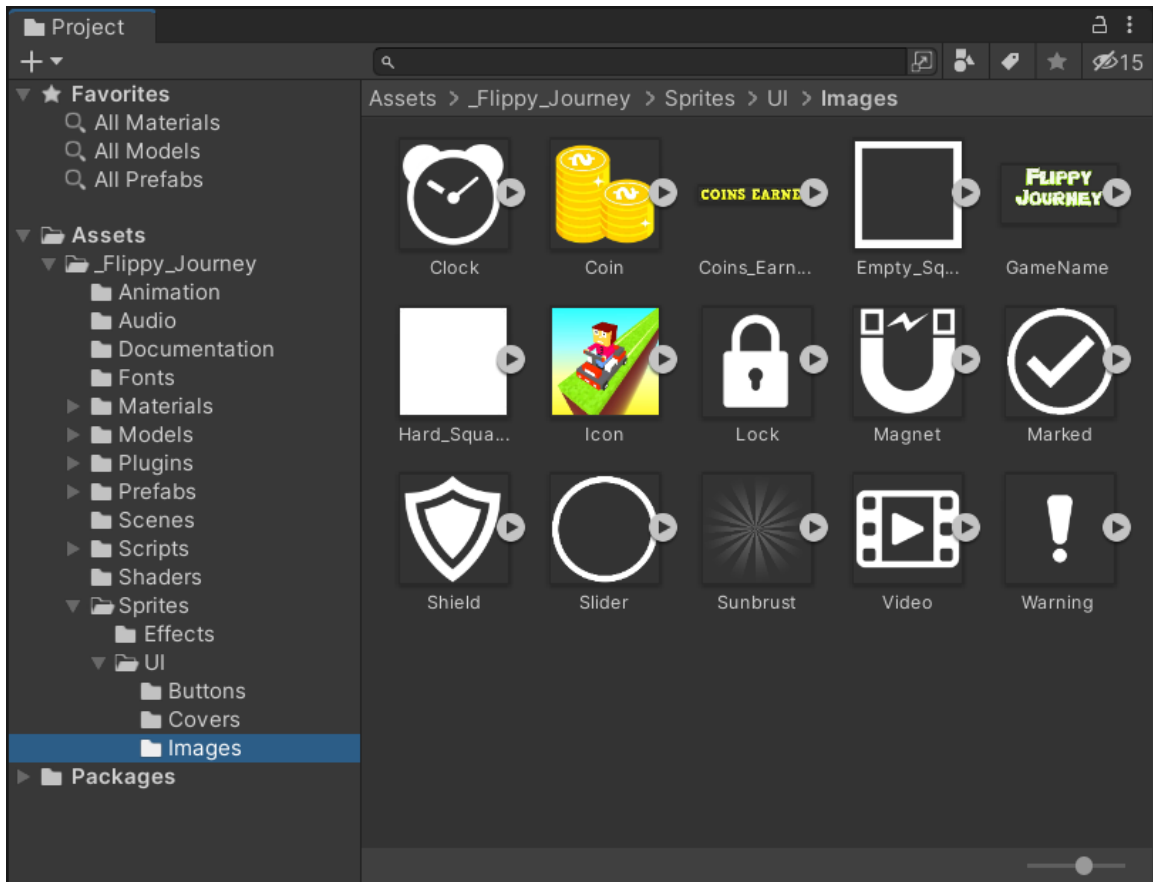 Project
15
Favorites
All Materials
All Models
All Prefabs
Assets
_Flippy_Journey
Animation
Audio
Documentation
Fonts
Materials
Models
Plugins
Prefabs
Scenes
Scripts
Shaders
Sprites
Effects
UI
Buttons
Covers
Images
Packages
Assets > _Flippy_Journey > Sprites > UI > Images
COINS EARNE
FLIPPY
JOURNEY
Clock Coin Coins_Earn... Empty_Sq... GameName
Hard_Squa... Icon Lock Magnet Marked
Shield Slider Sunbrust Video Warning